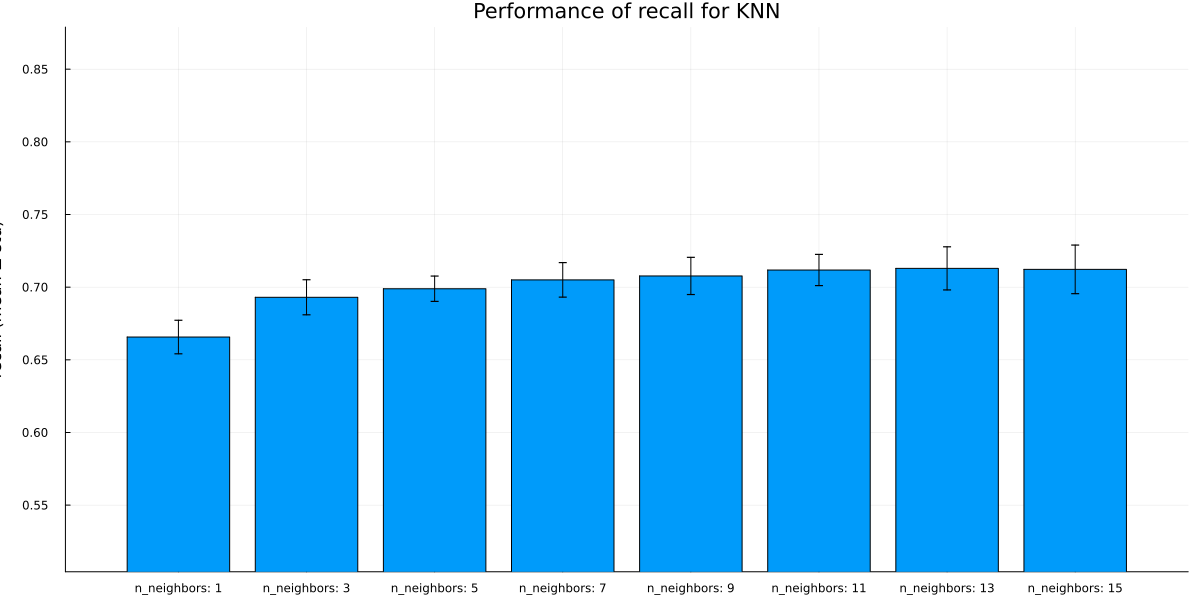 Performance of recall for KNN
0.85
0.80
0.75
0.70
0.65
0.60
0.55
n_neighbors: 1
n_neighbors: 3
n_neighbors: 5
n_neighbors: 7
n_neighbors: 9
n_neighbors: 11
n_neighbors: 13
n_neighbors: 15